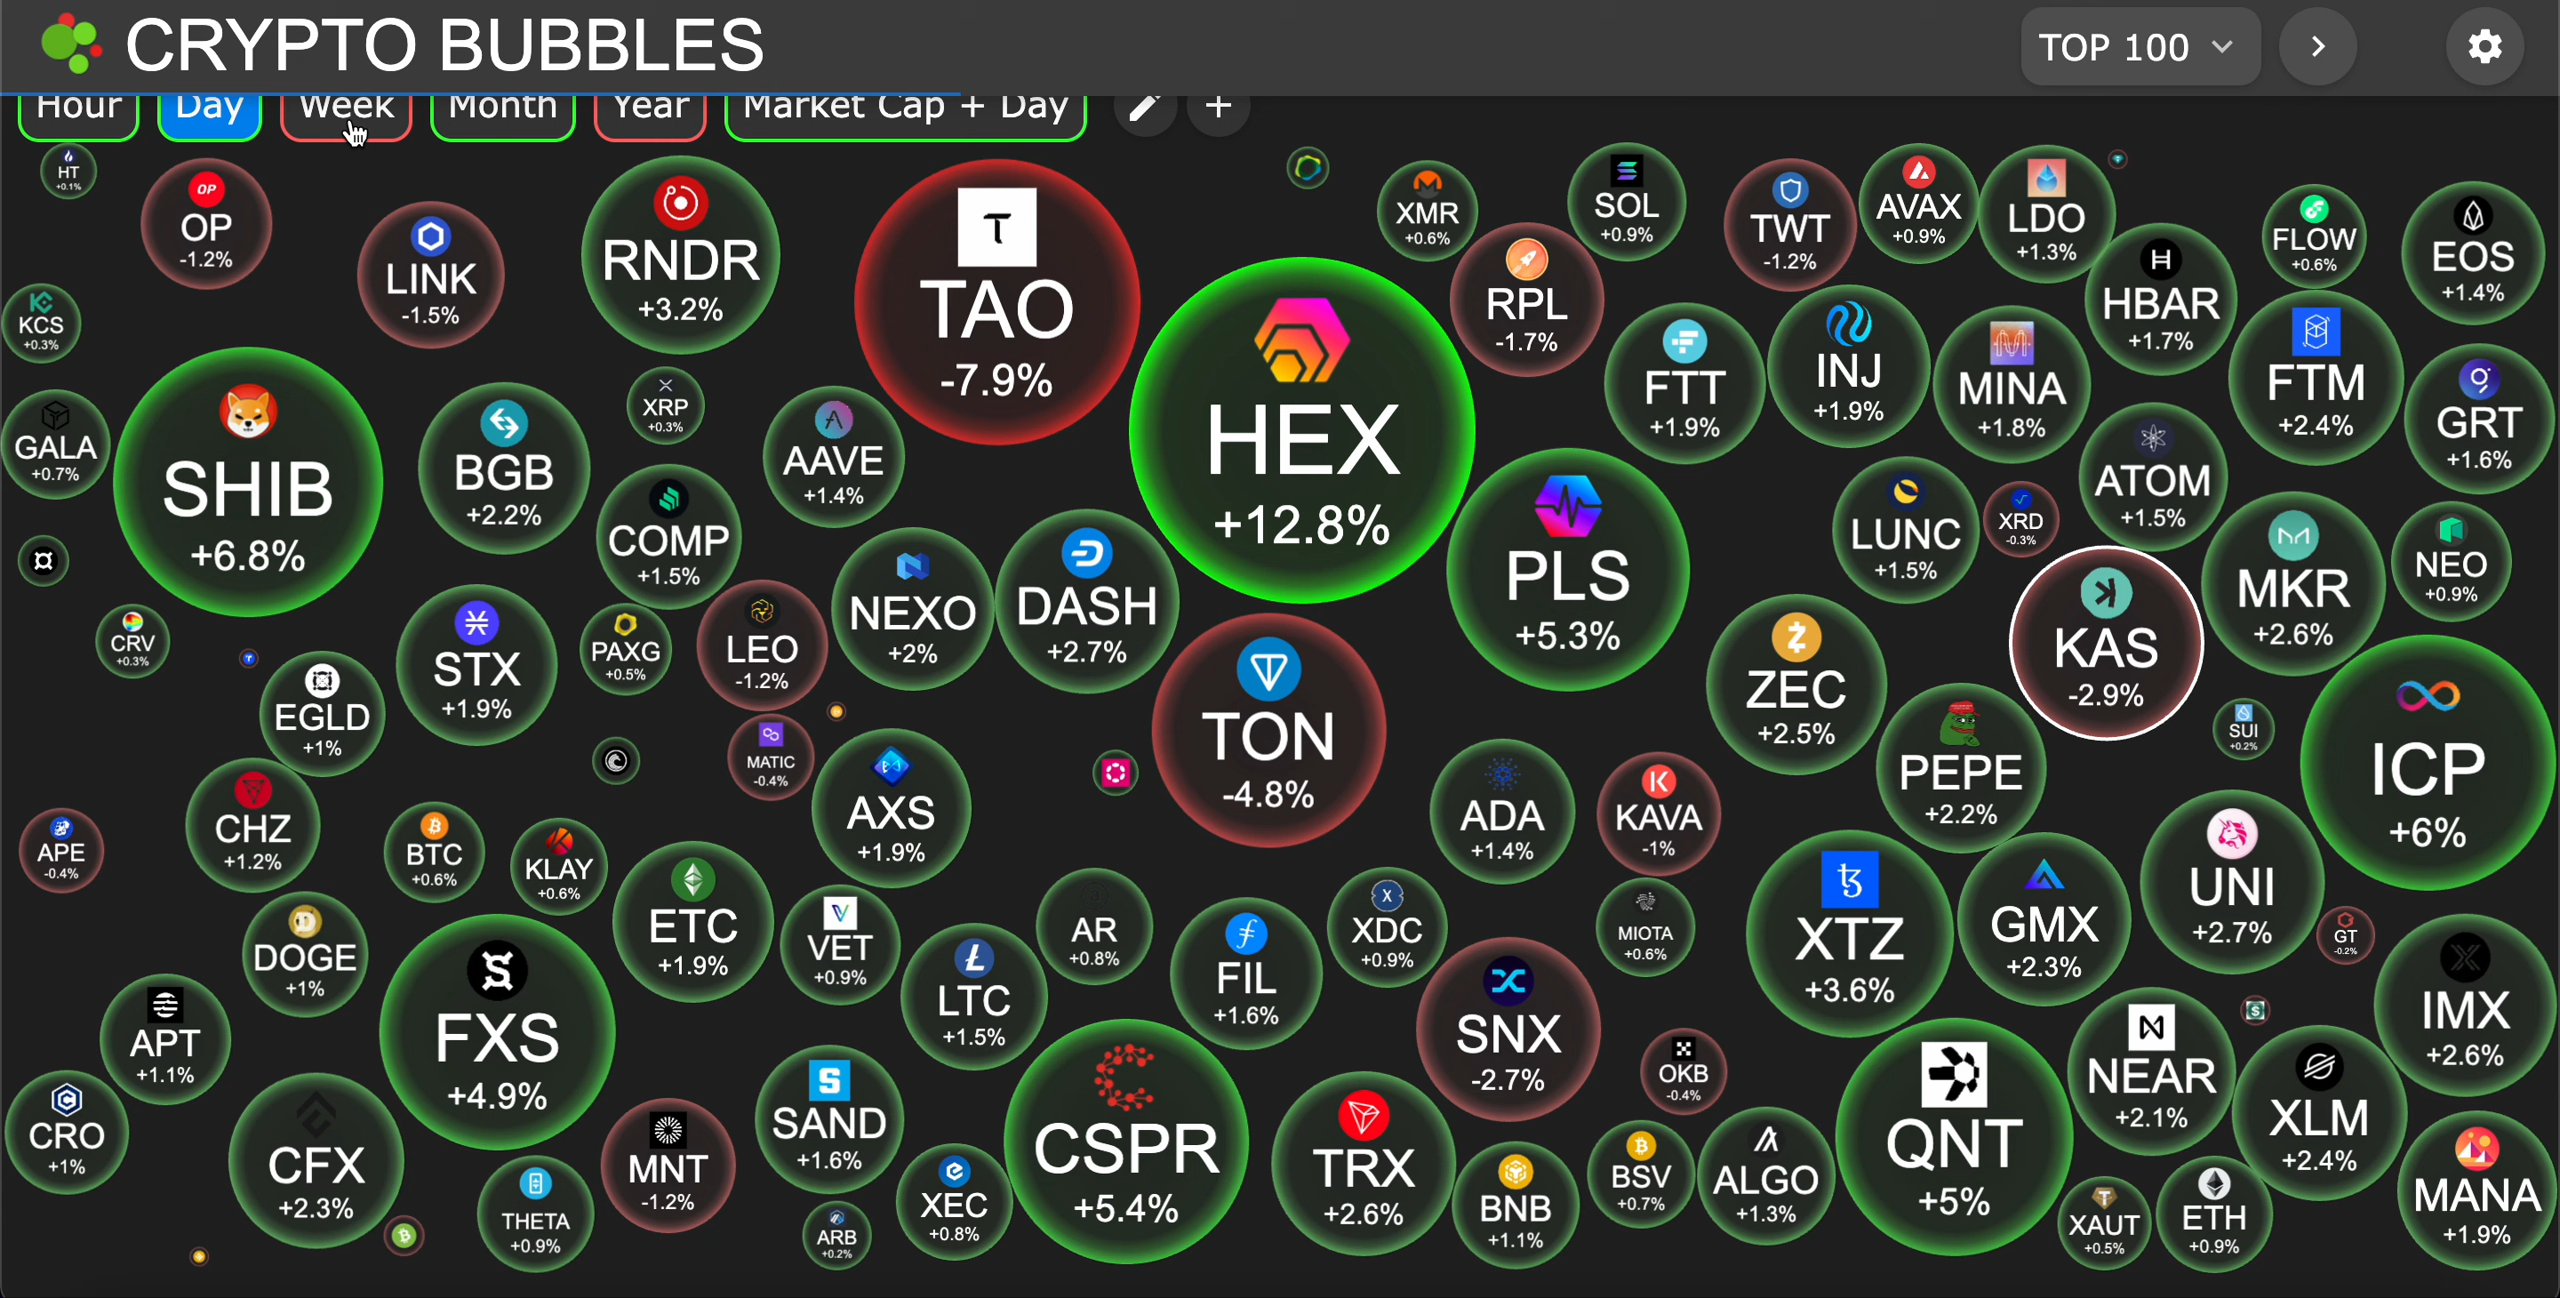 CRYPTO BUBBLES
TOP 100
Hour
Day
Week
Month
Year
Market Cap + Day
HT
+0.1%
OP
-1.2%
LINK
-1.5%
RNDR
+3.2%
TAO
-7.9%
HEX
+12.8%
XMR
+0.6%
RPL
-1.7%
SOL
+0.9%
TWT
-1.2%
AVAX
+0.9%
LDO
+1.3%
HBAR
+1.7%
FLOW
+0.6%
EOS
+1.4%
KCS
+0.3%
GALA
+0.7%
SHIB
+6.8%
BGB
+2.2%
XRP
+0.3%
COMP
+1.5%
AAVE
+1.4%
FTT
+1.9%
INJ
+1.9%
MINA
+1.8%
FTM
+2.4%
GRT
+1.6%
ATOM
+1.5%
LUNC
+1.5%
XRD
-0.3%
PLS
+5.3%
NEXO
+2%
DASH
+2.7%
MKR
+2.6%
NEO
+0.9%
KAS
-2.9%
CRV
+0.3%
EGLD
+1%
STX
+1.9%
PAXG
+0.5%
LEO
-1.2%
MATIC
-0.4%
TON
-4.8%
ZEC
+2.5%
PEPE
+2.2%
SUI
+0.2%
ICP
+6%
CHZ
+1.2%
APE
-0.4%
BTC
+0.6%
KLAY
+0.6%
AXS
+1.9%
ADA
+1.4%
KAVA
-1%
UNI
+2.7%
GT
-0.2%
DOGE
+1%
ETC
+1.9%
VET
+0.9%
AR
+0.8%
FIL
+1.6%
XDC
+0.9%
MIOTA
+0.6%
XTZ
+3.6%
GMX
+2.3%
IMX
+2.6%
APT
+1.1%
FXS
+4.9%
LTC
+1.5%
SNX
-2.7%
OKB
-0.4%
NEAR
+2.1%
XLM
+2.4%
CRO
+1%
CFX
+2.3%
THETA
+0.9%
MNT
-1.2%
SAND
+1.6%
ARB
+0.2%
XEC
+0.8%
CSPR
+5.4%
TRX
+2.6%
BNB
+1.1%
BSV
+0.7%
ALGO
+1.3%
QNT
+5%
XAUT
+0.5%
ETH
+0.9%
MANA
+1.9%